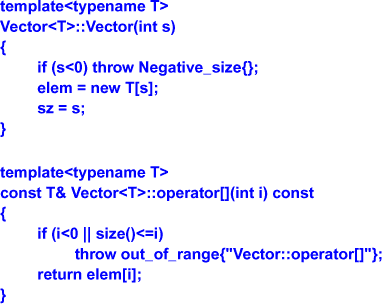 template<typename T>
Vector<T>::Vector(int s)
{
if (s<0) throw Negative_size{};
elem = new T[s];
sz = s;
}
template<typename T>
const T& Vector<T>::operator[](int i) const
{
if (i<0 || size()<=i)
throw out_of_range{"Vector::operator[]"};
return elem[i];
}